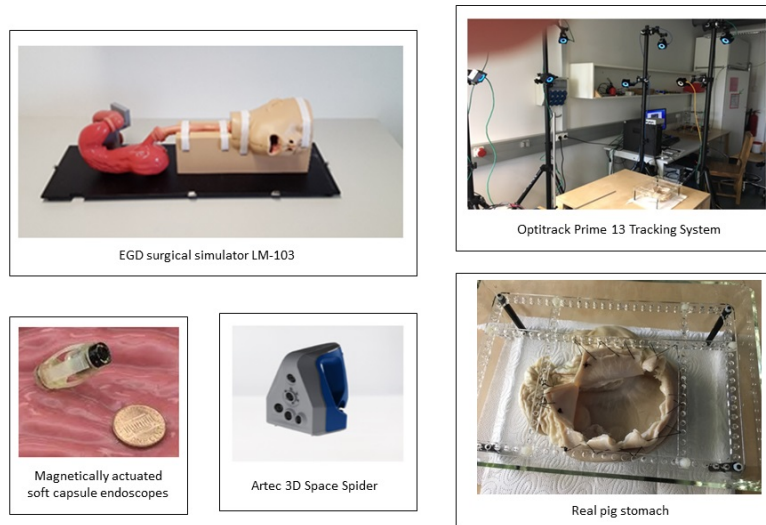 EGD surgical simulator LM-103
Optitrack Prime 13 Tracking System
Magnetically actuated
soft capsule endoscopes
Artec 3D Space Spider
Real pig stomach